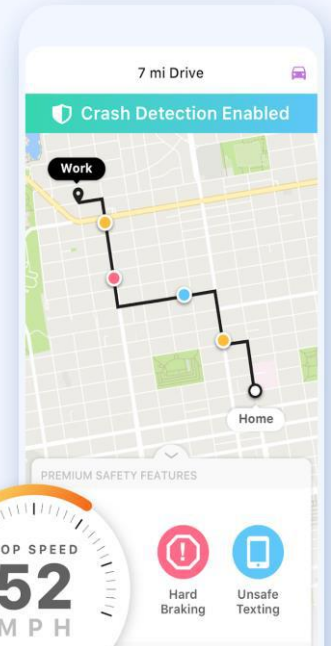 7 mi Drive
Crash Detection Enabled
Work
Home
PREMIUM SAFETY FEATURES
OP SPEED
52
MPH
Hard
Braking
Unsafe
Texting